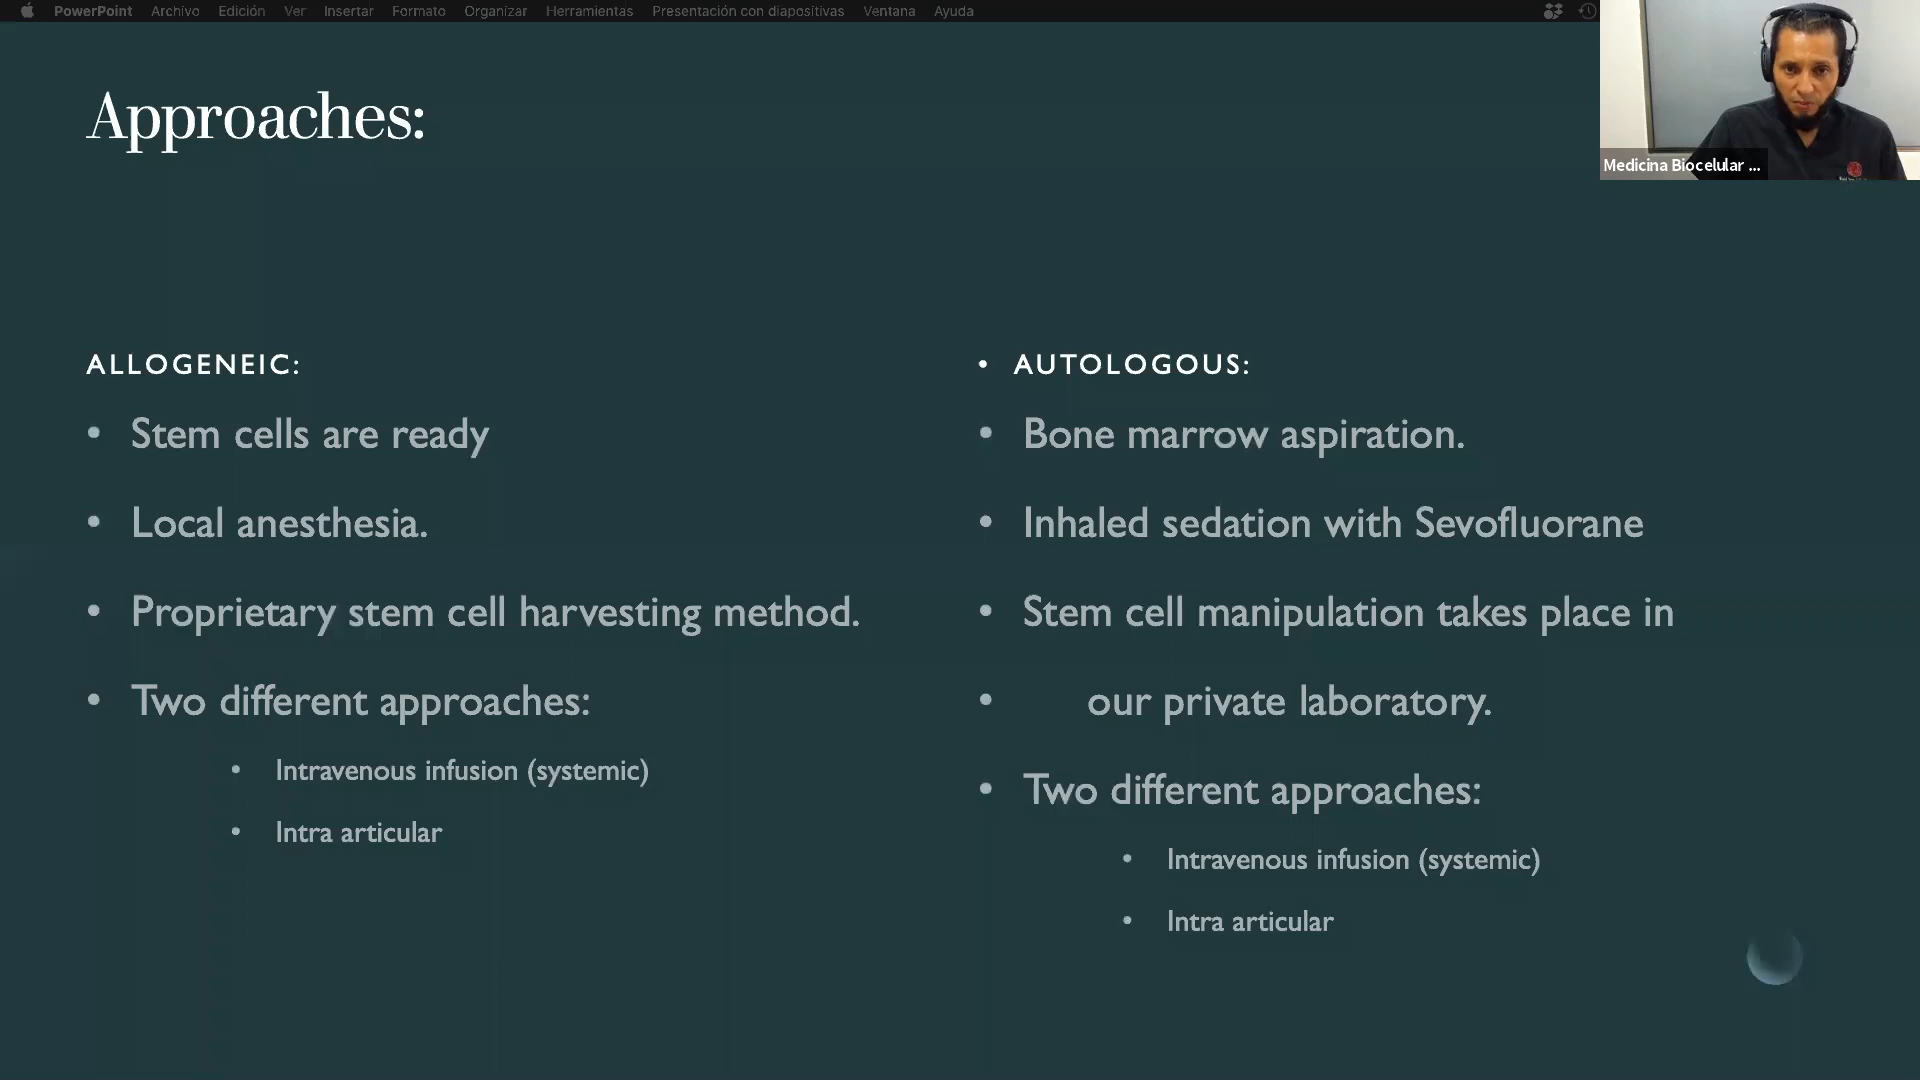 PowerPoint Archivo Edición Ver Insertar Formato Organizar Herramientas Presentación con diapositivas Ventana Ayuda
Medicina Biocelular ...
Approaches:
ALLOGENEIC:
• Stem cells are ready
• Local anesthesia.
• Proprietary stem cell harvesting method.
• Two different approaches:
• Intravenous infusion (systemic)
• Intra articular
• AUTOLOGOUS:
• Bone marrow aspiration.
• Inhaled sedation with Sevofluorane
• Stem cell manipulation takes place in
• our private laboratory.
• Two different approaches:
• Intravenous infusion (systemic)
• Intra articular